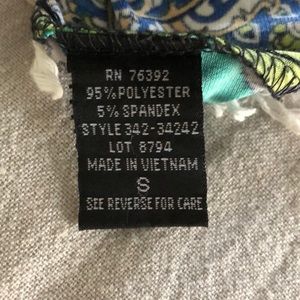 RN 76392
95% POLYESTER
5% SPANDEX
STYLE 342-34242
LOT 8794
MADE IN VIETNAM
S
SEE REVERSE FOR CARE